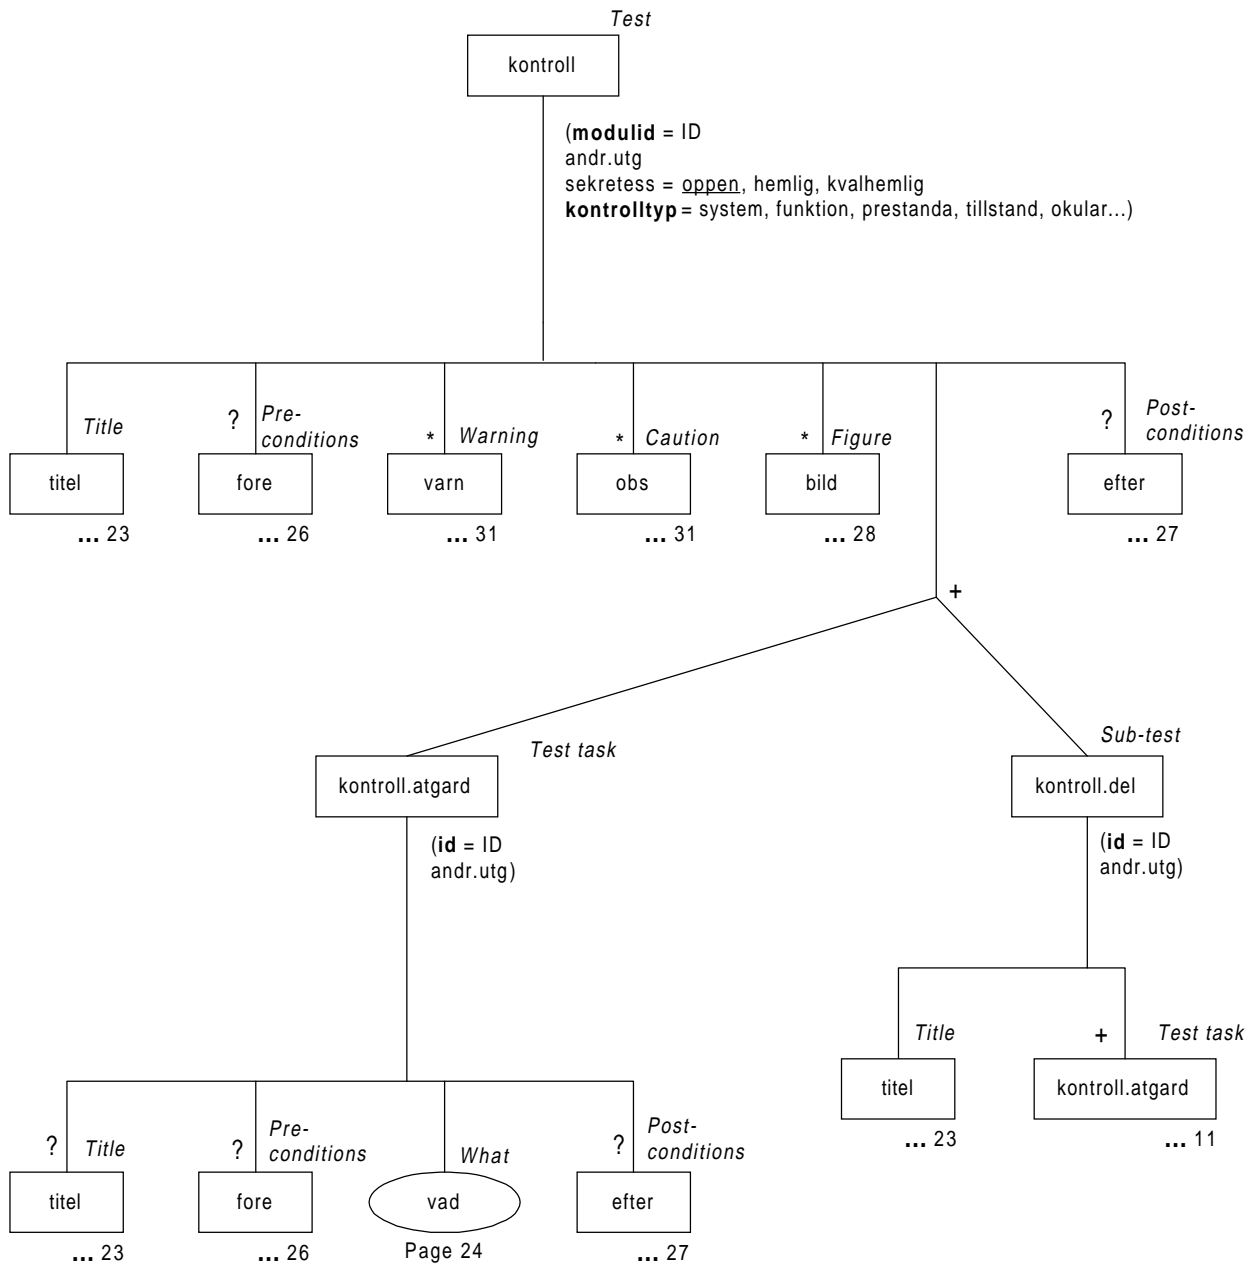 Test
kontroll
(modulid = ID
andr.utg
sekretess = oppen, hemlig, kvalhemlig
kontrolltyp = system, funktion, prestanda, tillstand, okular...)
Title
? Pre-
conditions
* Warning
* Caution
* Figure
? Post-
conditions
titel
fore
varn
obs
bild
efter
... 23
... 26
... 31
... 31
... 28
... 27
+
Test task
kontroll.atgard
(id = ID
andr.utg)
Sub-test
kontroll.del
(id = ID
andr.utg)
Title
+ Test task
titel
kontroll.atgard
... 23
... 11
? Title
? Pre-
conditions
What
? Post-
conditions
titel
fore
vad
efter
... 23
... 26
Page 24
... 27